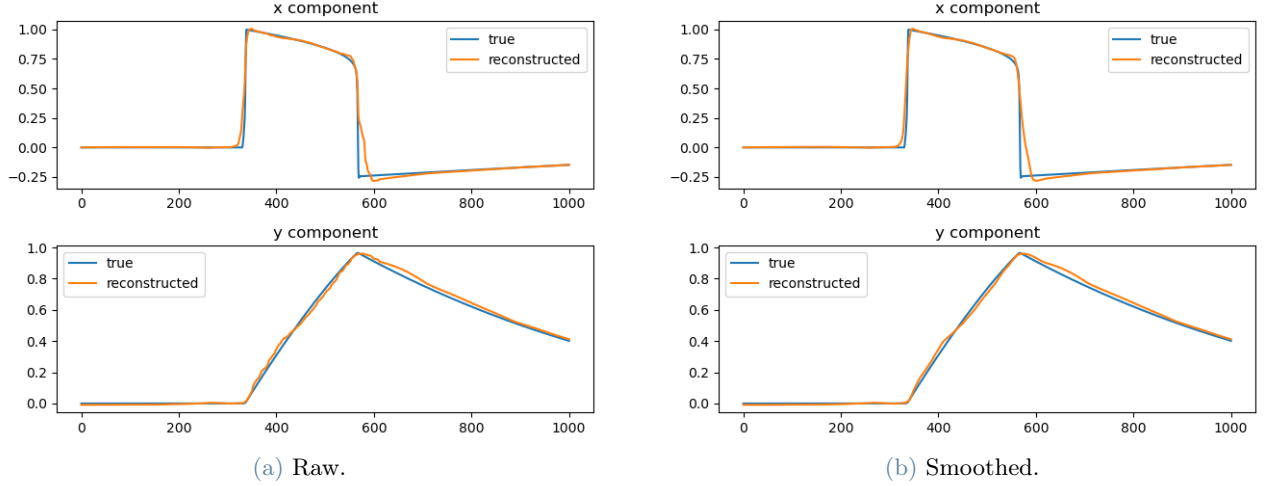 x component
1.00
0.75
0.50
0.25
0.00
−0.25
true
reconstructed
0 200 400 600 800 1000
y component
1.0
0.8
0.6
0.4
0.2
0.0
true
reconstructed
0 200 400 600 800 1000
(a) Raw.
x component
1.00
0.75
0.50
0.25
0.00
−0.25
true
reconstructed
0 200 400 600 800 1000
y component
1.0
0.8
0.6
0.4
0.2
0.0
true
reconstructed
0 200 400 600 800 1000
(b) Smoothed.